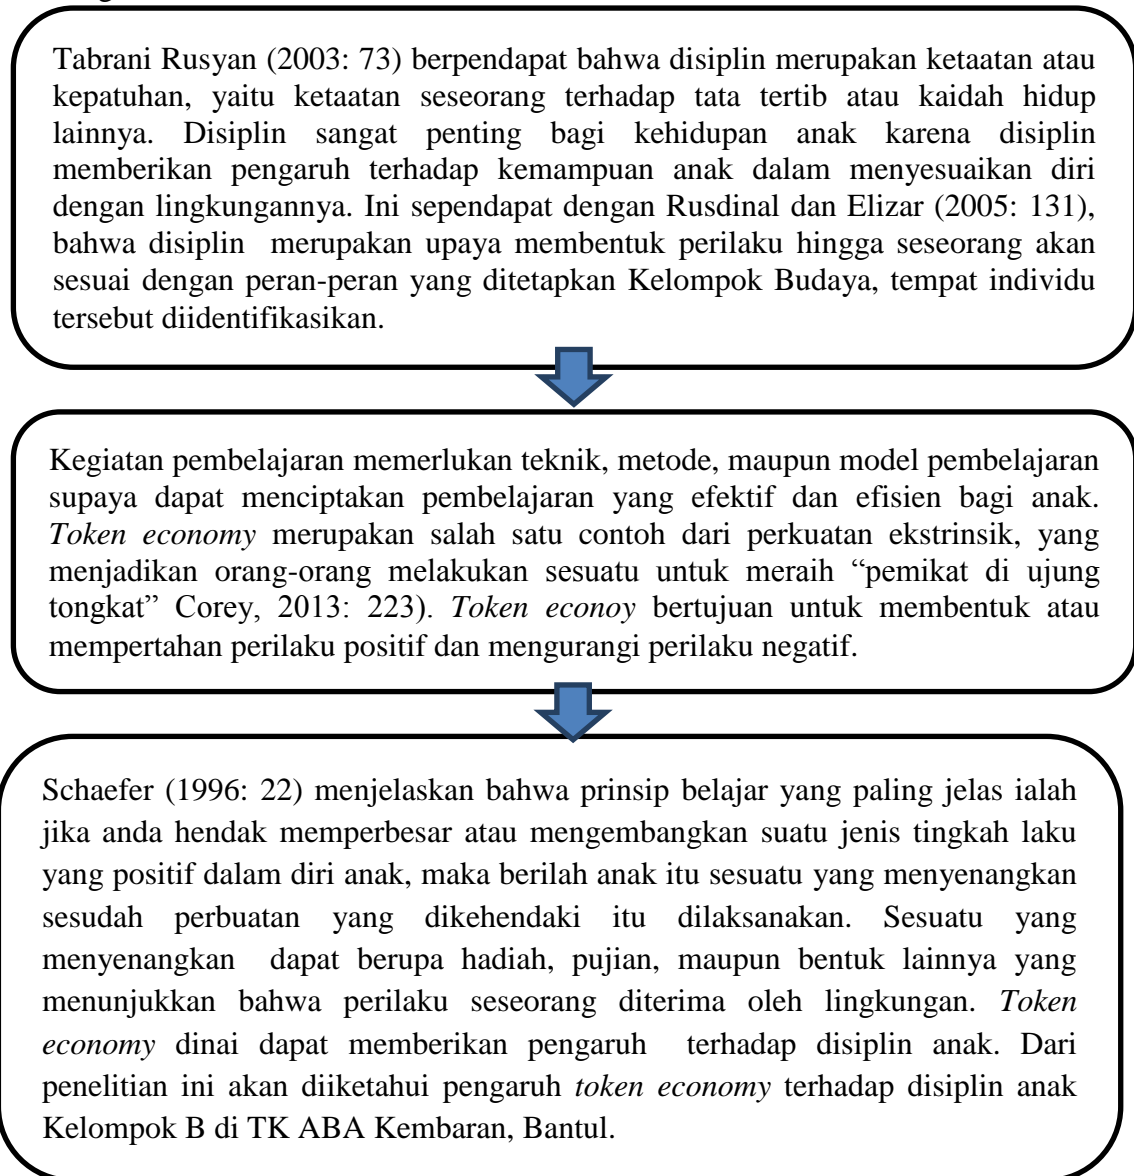 Tabrani Rusyan (2003: 73) berpendapat bahwa disiplin merupakan ketaatan atau
kepatuhan, yaitu ketaatan seseorang terhadap tata tertib atau kaidah hidup
lainnya. Disiplin sangat penting bagi kehidupan anak karena disiplin
memberikan pengaruh terhadap kemampuan anak dalam menyesuaikan diri
dengan lingkungannya. Ini sependapat dengan Rusdinal dan Elizar (2005: 131),
bahwa disiplin merupakan upaya membentuk perilaku hingga seseorang akan
sesuai dengan peran-peran yang ditetapkan Kelompok Budaya, tempat individu
tersebut diidentifikasikan.
Kegiatan pembelajaran memerlukan teknik, metode, maupun model pembelajaran
supaya dapat menciptakan pembelajaran yang efektif dan efisien bagi anak.
Token economy merupakan salah satu contoh dari perkuatan ekstrinsik, yang
menjadikan orang-orang melakukan sesuatu untuk meraih “pemikat di ujung
tongkat” Corey, 2013: 223). Token econoy bertujuan untuk membentuk atau
mempertahan perilaku positif dan mengurangi perilaku negatif.
Schaefer (1996: 22) menjelaskan bahwa prinsip belajar yang paling jelas ialah
jika anda hendak memperbesar atau mengembangkan suatu jenis tingkah laku
yang positif dalam diri anak, maka berilah anak itu sesuatu yang menyenangkan
sesudah perbuatan yang dikehendaki itu dilaksanakan. Sesuatu yang
menyenangkan dapat berupa hadiah, pujian, maupun bentuk lainnya yang
menunjukkan bahwa perilaku seseorang diterima oleh lingkungan. Token
economy dinai dapat memberikan pengaruh terhadap disiplin anak. Dari
penelitian ini akan diiketahui pengaruh token economy terhadap disiplin anak
Kelompok B di TK ABA Kembaran, Bantul.